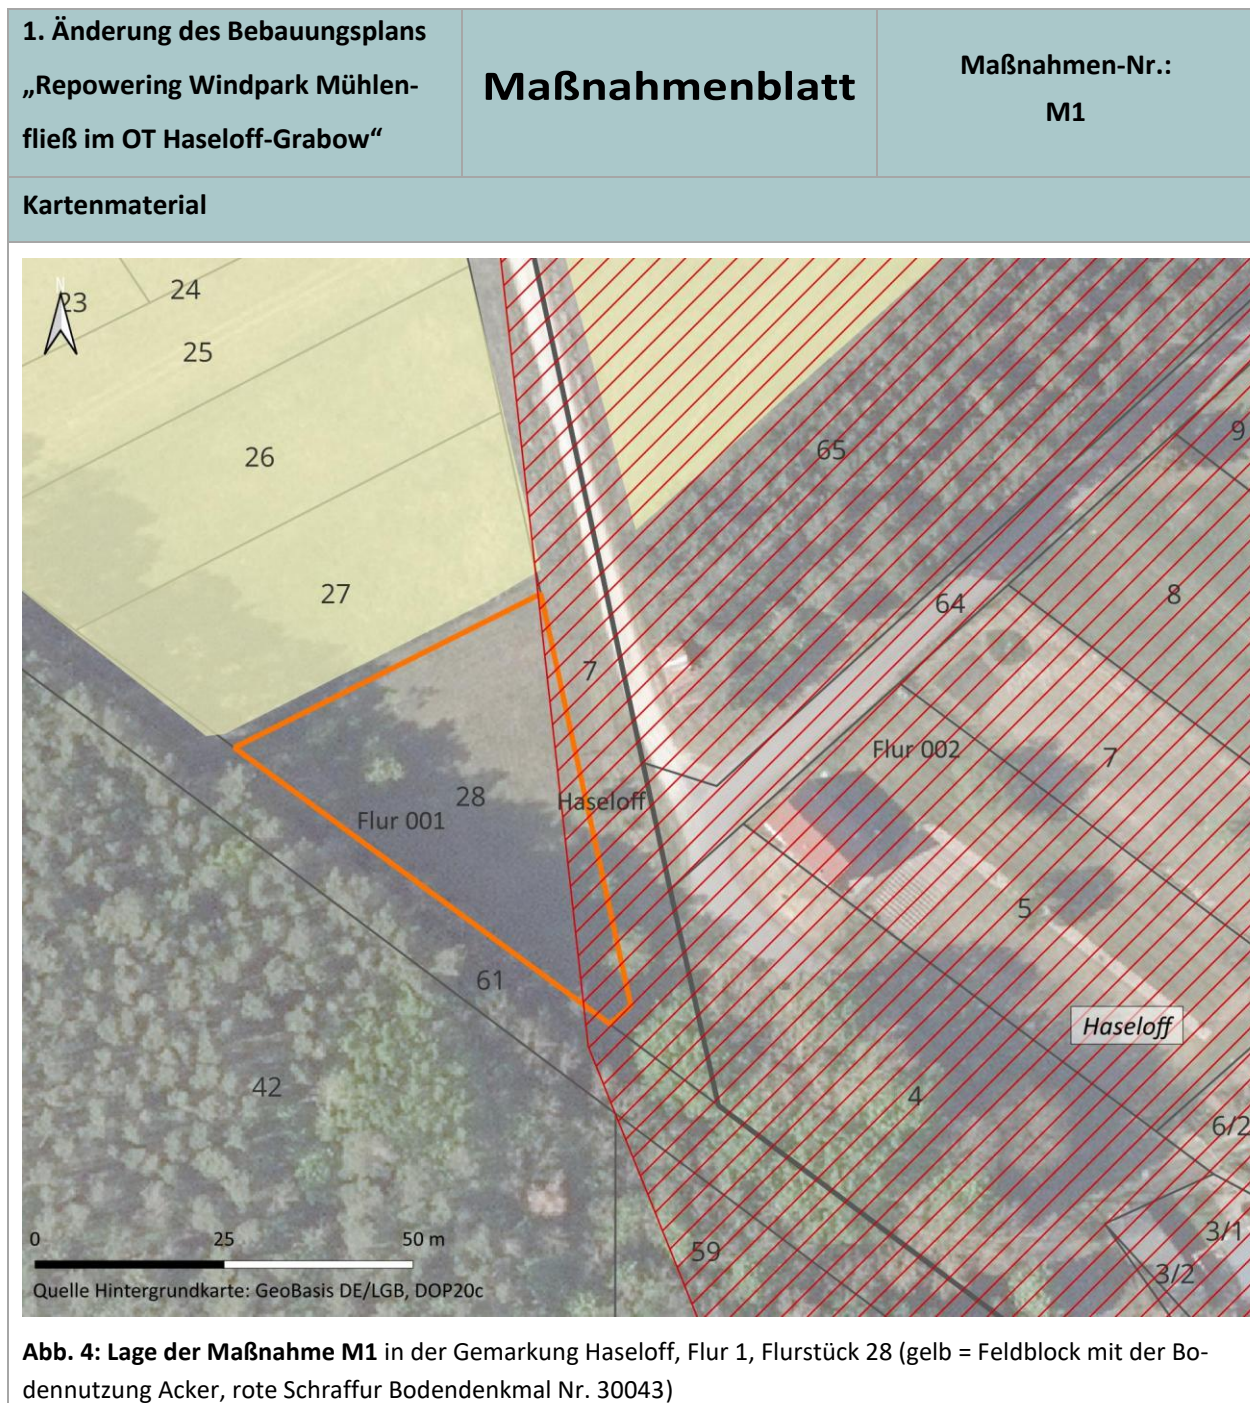 1. Änderung des Bebauungsplans
„Repowering Windpark Mühlen-
fließ im OT Haseloff-Grabow“
Maßnahmenblatt
Maßnahmen-Nr.:
M1
Kartenmaterial
N
23
24
25
26
27
65
9
64
8
7
Flur 002
7
28
Haseloff
Flur 001
5
61
Haseloff
42
4
6/2
59
3/1
3/2
0 25 50 m
Quelle Hintergrundkarte: GeoBasis DE/LGB, DOP20c
Abb. 4: Lage der Maßnahme M1 in der Gemarkung Haseloff, Flur 1, Flurstück 28 (gelb = Feldblock mit der Bo-
dennutzung Acker, rote Schraffur Bodendenkmal Nr. 30043)